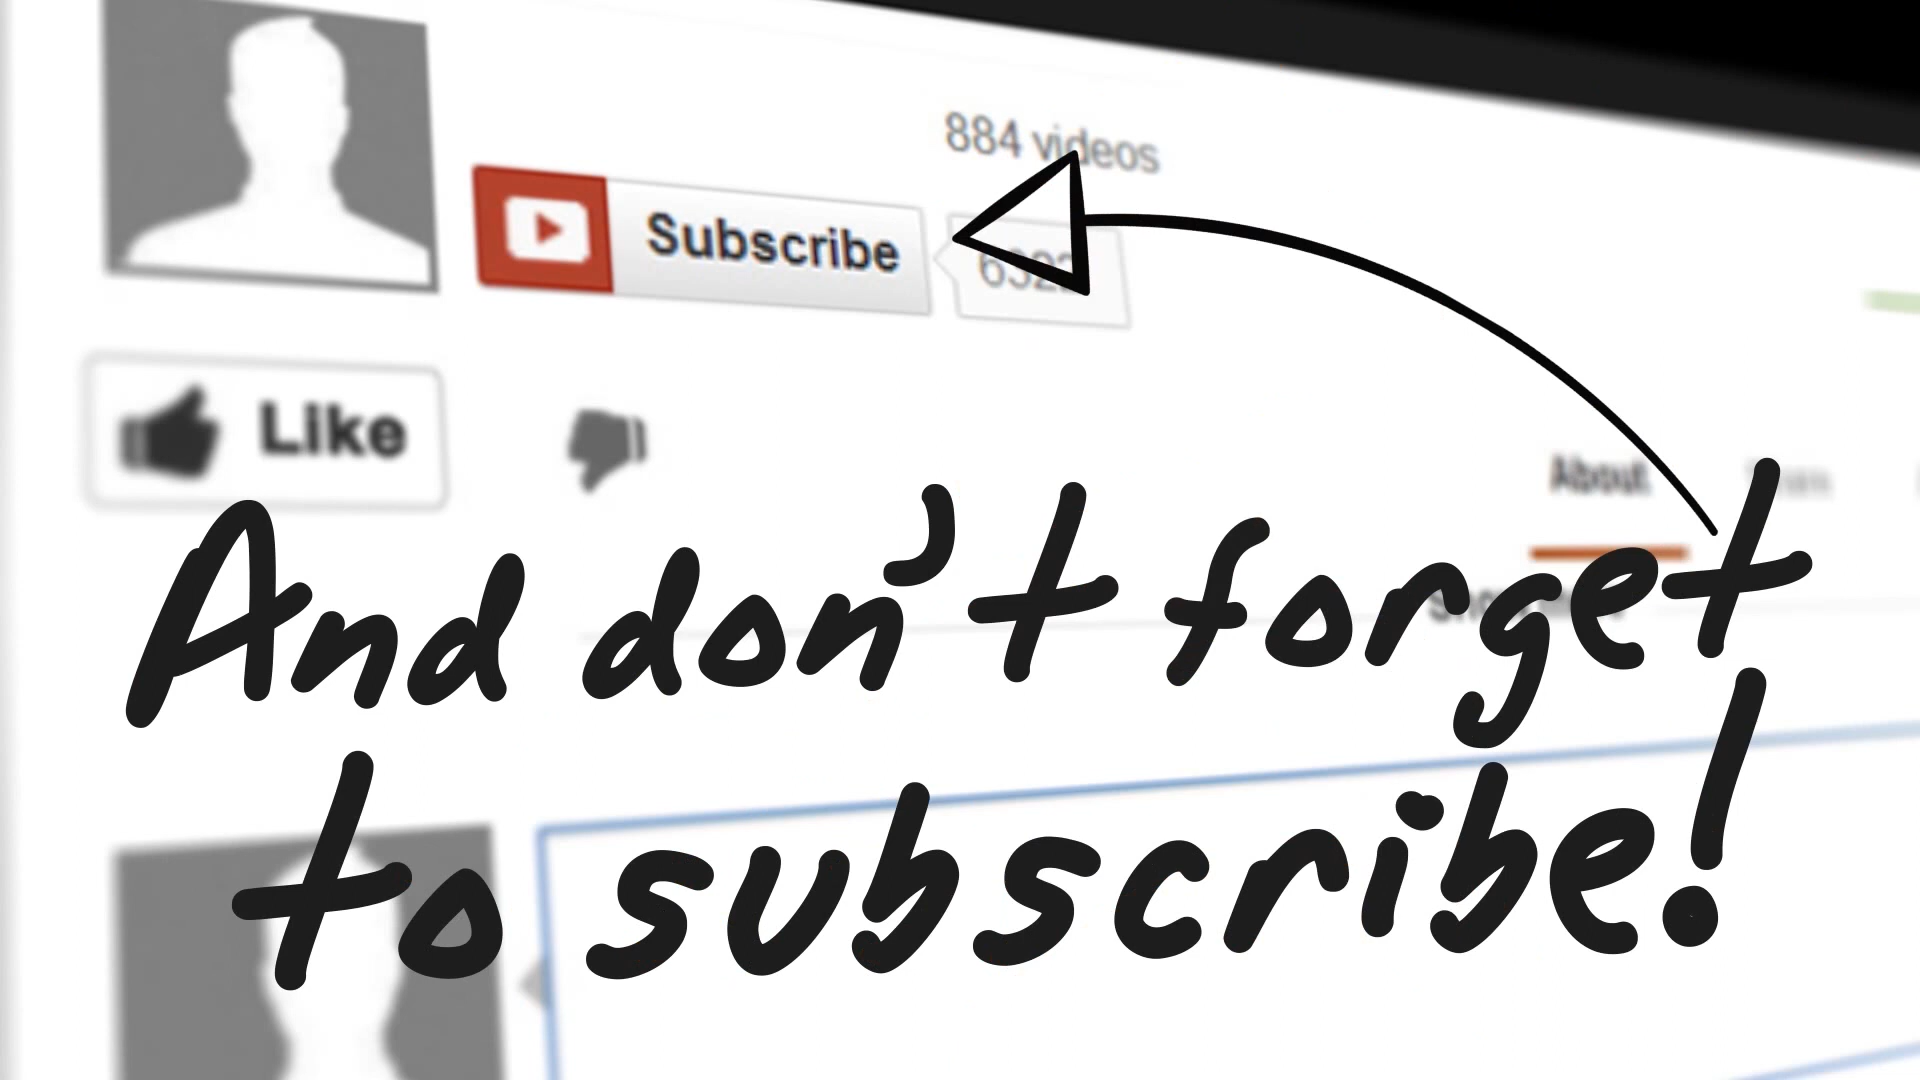 884 videos
Subscribe
Like
About
And don't forget
to subscribe!